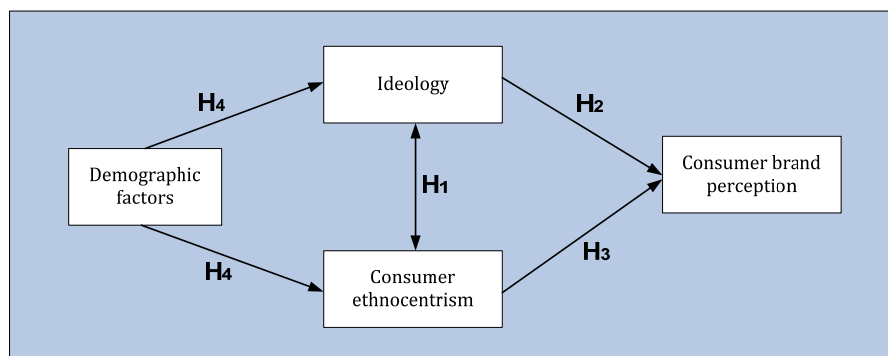 Ideology
H4
H2
Demographic
factors
H1
Consumer brand
perception
H4
Consumer
ethnocentrism
H3